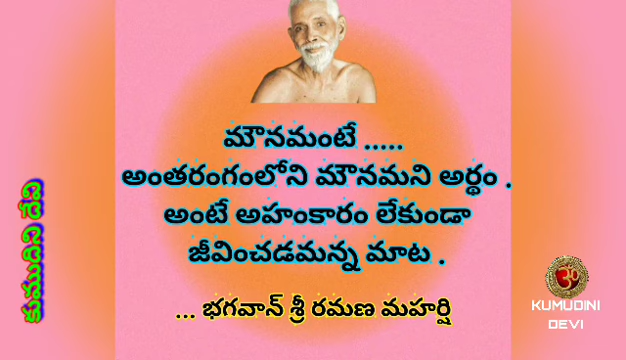 మౌనమంటే .....
అంతరంగంలోని మౌనమని అర్థం .
అంటే అహంకారం లేకుండా
జీవించడమన్న మాట .
... భగవాన్ శ్రీ రమణ మహర్షి
కుముదిని దేవి
ॐ
KUMUDINI
DEVI